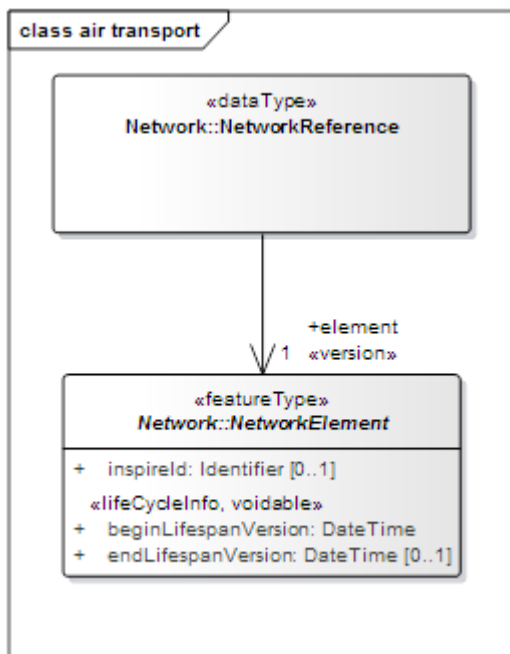 class air transport
«dataType»
Network::NetworkReference
+element
1 «version»
«featureType»
Network::NetworkElement
+ inspireId: Identifier [0..1]
«lifeCycleInfo, voidable»
+ beginLifespanVersion: DateTime
+ endLifespanVersion: DateTime [0..1]